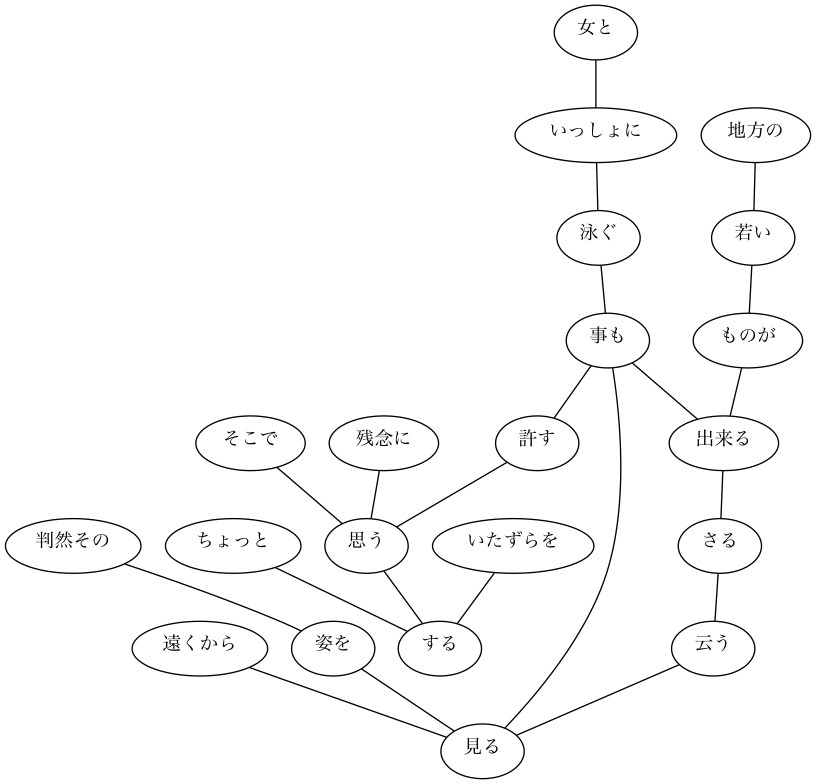 女と
いっしょに
地方の
泳ぐ
若い
事も
ものが
そこで
残念に
許す
出来る
判然その
ちょっと
思う
いたずらを
さる
遠くから
姿を
する
云う
見る